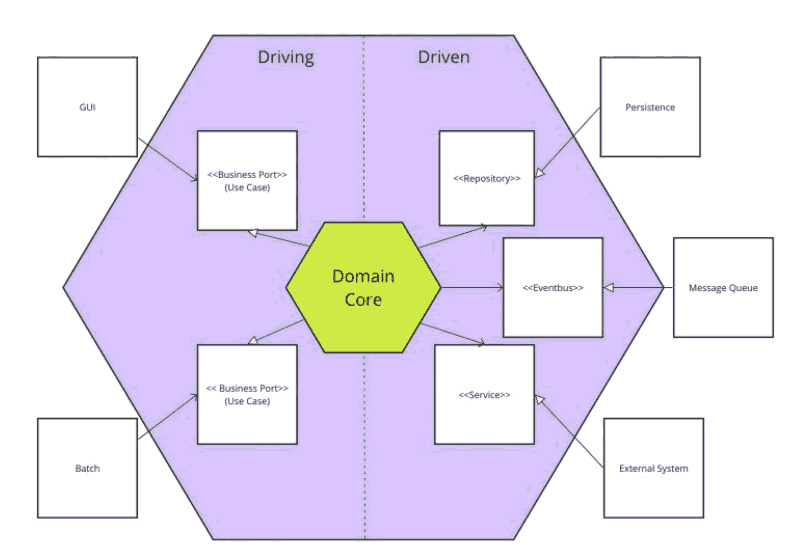 Driving
Driven
GUI
Persistence
<<Business Port>>
(Use Case)
<<Repository>>
Domain
Core
<<Eventbus>>
Message Queue
<< Business Port>>
(Use Case)
<<Service>>
Batch
External System